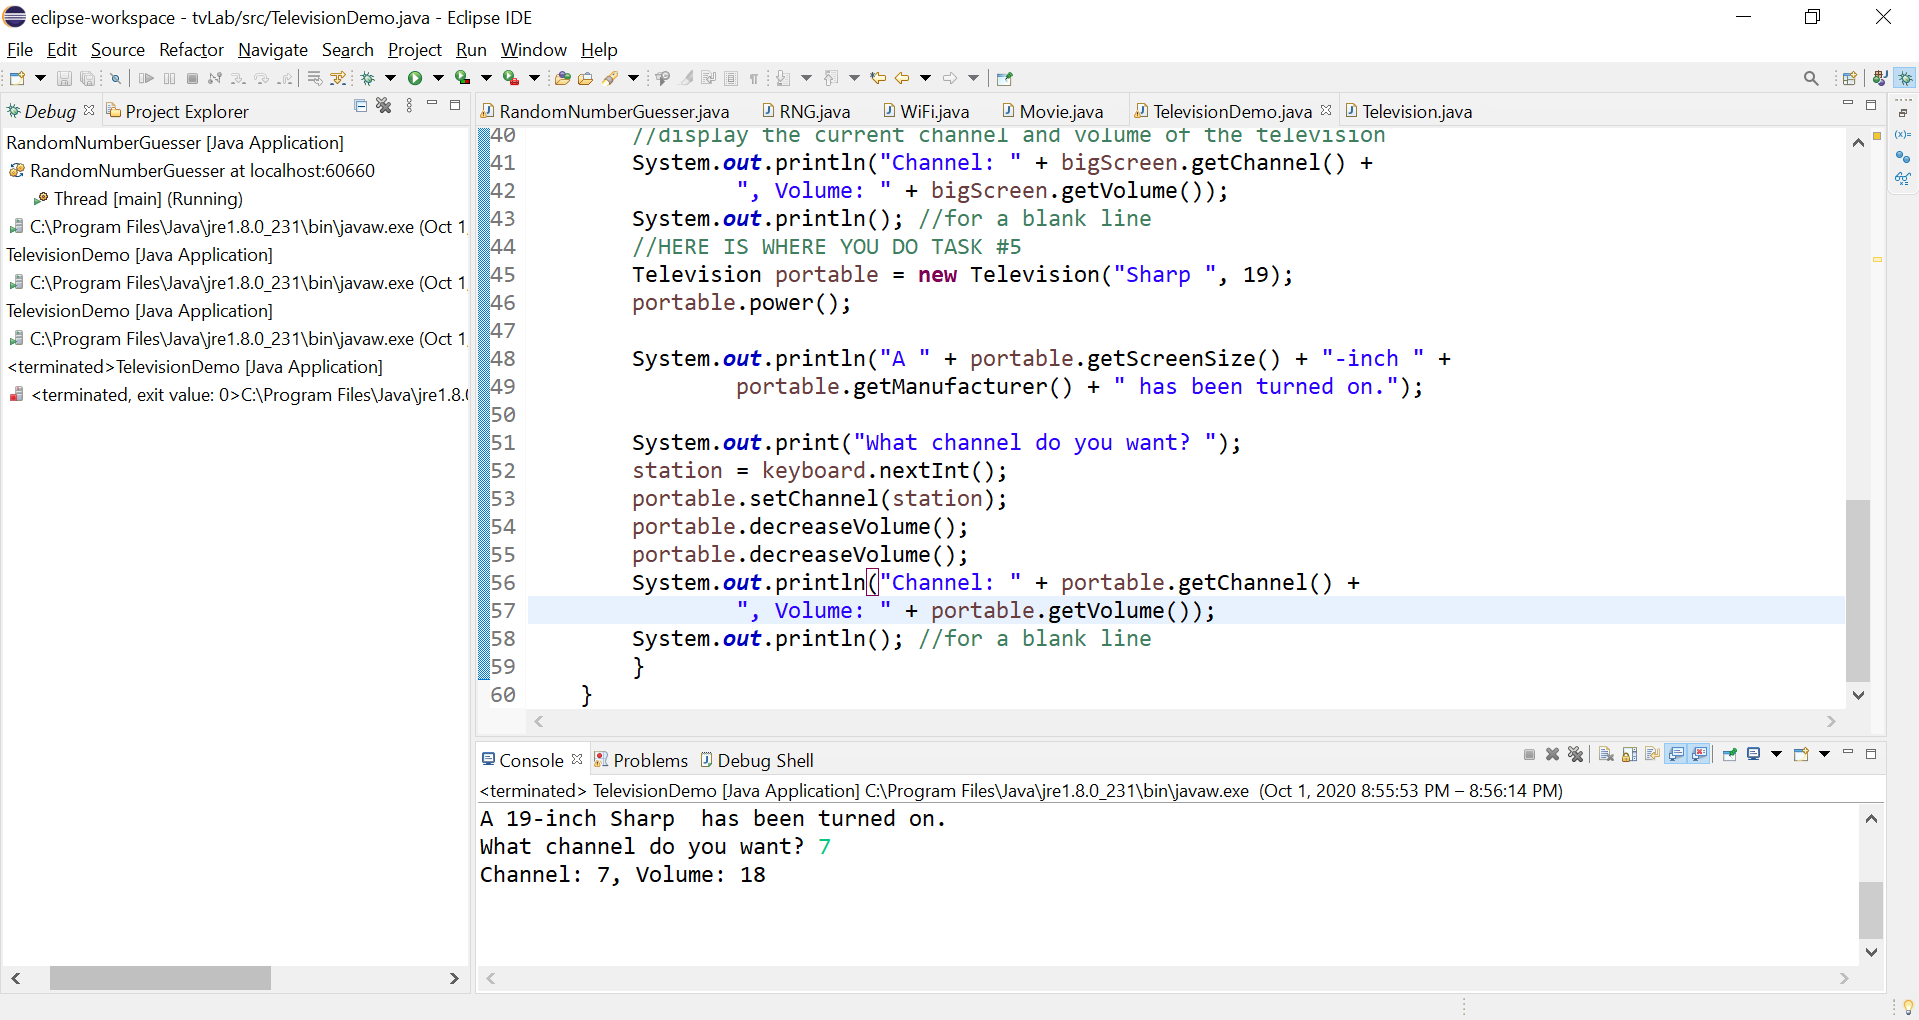 eclipse-workspace - tvLab/src/TelevisionDemo.java - Eclipse IDE
File Edit Source Refactor Navigate Search Project Run Window Help
Debug Project Explorer
RandomNumberGuesser.java RNG.java WiFi.java Movie.java TelevisionDemo.java Television.java
RandomNumberGuesser [Java Application]
RandomNumberGuesser at localhost:60660
Thread [main] (Running)
C:\Program Files\Java\jre1.8.0_231\bin\javaw.exe (Oct 1,
TelevisionDemo [Java Application]
C:\Program Files\Java\jre1.8.0_231\bin\javaw.exe (Oct 1,
TelevisionDemo [Java Application]
C:\Program Files\Java\jre1.8.0_231\bin\javaw.exe (Oct 1,
<terminated>TelevisionDemo [Java Application]
<terminated, exit value: 0>C:\Program Files\Java\jre1.8.0
40 //display the current channel and volume of the television
41 System.out.println("Channel: " + bigScreen.getChannel() +
42 ", Volume: " + bigScreen.getVolume());
43 System.out.println(); //for a blank line
44 //HERE IS WHERE YOU DO TASK #5
45 Television portable = new Television("Sharp ", 19);
46 portable.power();
47
48 System.out.println("A " + portable.getScreenSize() + "-inch " +
49 portable.getManufacturer() + " has been turned on.");
50
51 System.out.print("What channel do you want? ");
52 station = keyboard.nextInt();
53 portable.setChannel(station);
54 portable.decreaseVolume();
55 portable.decreaseVolume();
56 System.out.println("Channel: " + portable.getChannel() +
57 ", Volume: " + portable.getVolume());
58 System.out.println(); //for a blank line
59 }
60 }
Console Problems Debug Shell
<terminated> TelevisionDemo [Java Application] C:\Program Files\Java\jre1.8.0_231\bin\javaw.exe (Oct 1, 2020 8:55:53 PM – 8:56:14 PM)
A 19-inch Sharp  has been turned on.
What channel do you want? 7
Channel: 7, Volume: 18